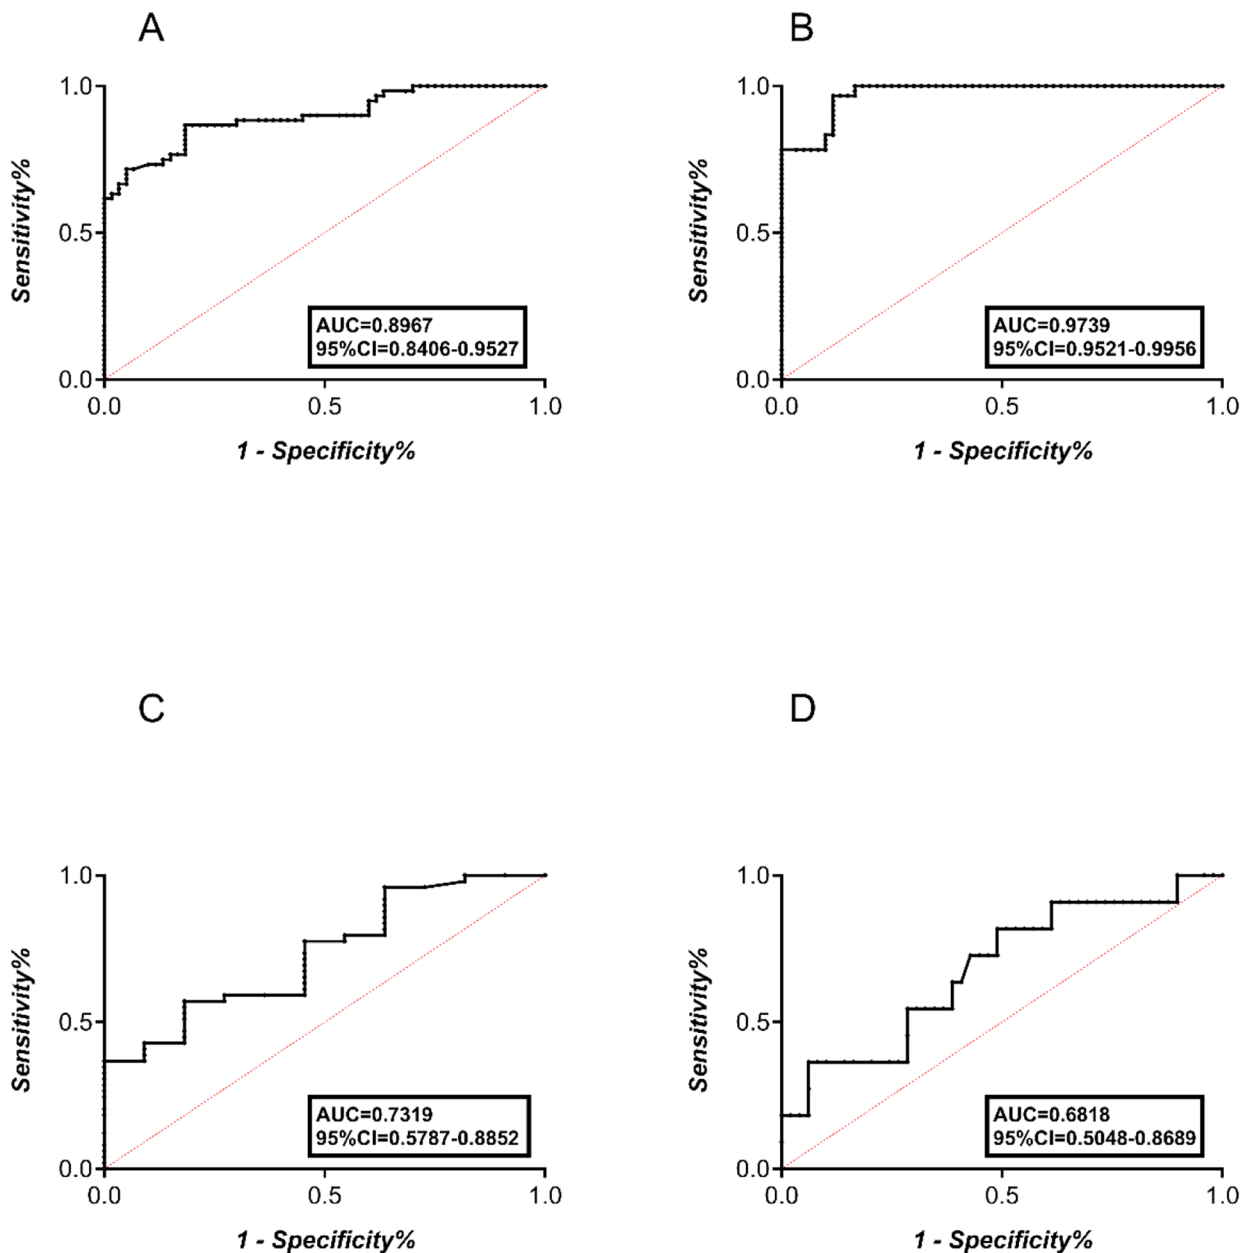 A
1.0
0.5
0.0
Sensitivity%
AUC=0.8967
95%CI=0.8406-0.9527
0.0
0.5
1.0
1 - Specificity%
B
1.0
0.5
0.0
Sensitivity%
AUC=0.9739
95%CI=0.9521-0.9956
0.0
0.5
1.0
1 - Specificity%
C
1.0
0.5
0.0
Sensitivity%
AUC=0.7319
95%CI=0.5787-0.8852
0.0
0.5
1.0
1 - Specificity%
D
1.0
0.5
0.0
Sensitivity%
AUC=0.6818
95%CI=0.5048-0.8689
0.0
0.5
1.0
1 - Specificity%